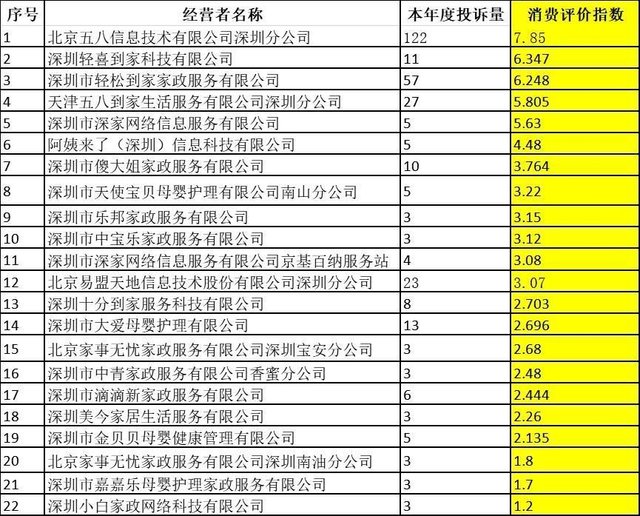 序号 经营者名称 本年度投诉量 消费评价指数
1 北京五八信息技术有限公司深圳分公司 122 7.85
2 深圳轻喜到家科技有限公司 11 6.347
3 深圳市轻松到家家政服务有限公司 57 6.248
4 天津五八到家生活服务有限公司深圳分公司 27 5.805
5 深圳市深家网络信息服务有限公司 5 5.63
6 阿姨来了（深圳）信息科技有限公司 6 4.48
7 深圳市傻大姐家政服务有限公司 10 3.764
8 深圳市天使宝贝母婴护理有限公司南山分公司 5 3.22
9 深圳市乐邦家政服务有限公司 3 3.15
10 深圳市中宝乐家政服务有限公司 3 3.12
11 深圳市深家网络信息服务有限公司京基百纳服务站 4 3.08
12 北京易盟天地信息技术股份有限公司深圳分公司 23 3.07
13 深圳十分到家服务科技有限公司 8 2.703
14 深圳市大爱母婴护理有限公司 13 2.696
15 北京家事无忧家政服务有限公司深圳宝安分公司 3 2.68
16 深圳市中青家政服务有限公司香蜜分公司 3 2.48
17 深圳市滴滴新家政服务有限公司 6 2.444
18 深圳美今家居生活服务有限公司 3 2.26
19 深圳市金贝贝母婴健康管理有限公司 5 2.135
20 北京家事无忧家政服务有限公司深圳南油分公司 3 1.8
21 深圳市嘉嘉乐母婴护理家政服务有限公司 3 1.7
22 深圳小白家政网络科技有限公司 3 1.2